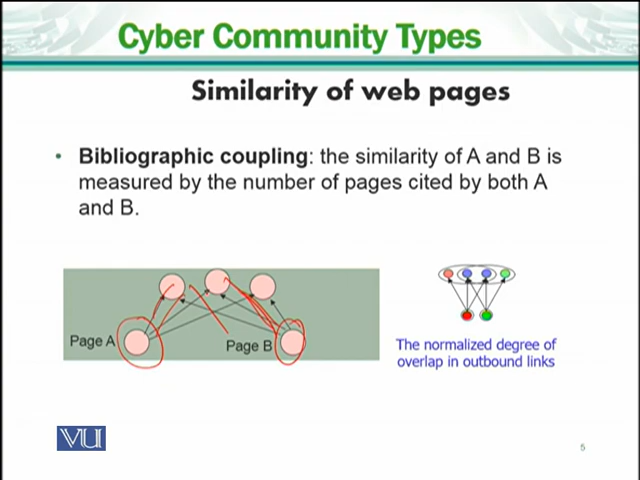 Cyber Community Types
Similarity of web pages
• Bibliographic coupling: the similarity of A and B is
measured by the number of pages cited by both A
and B.
Page A
Page B
The normalized degree of
overlap in outbound links
VU
5